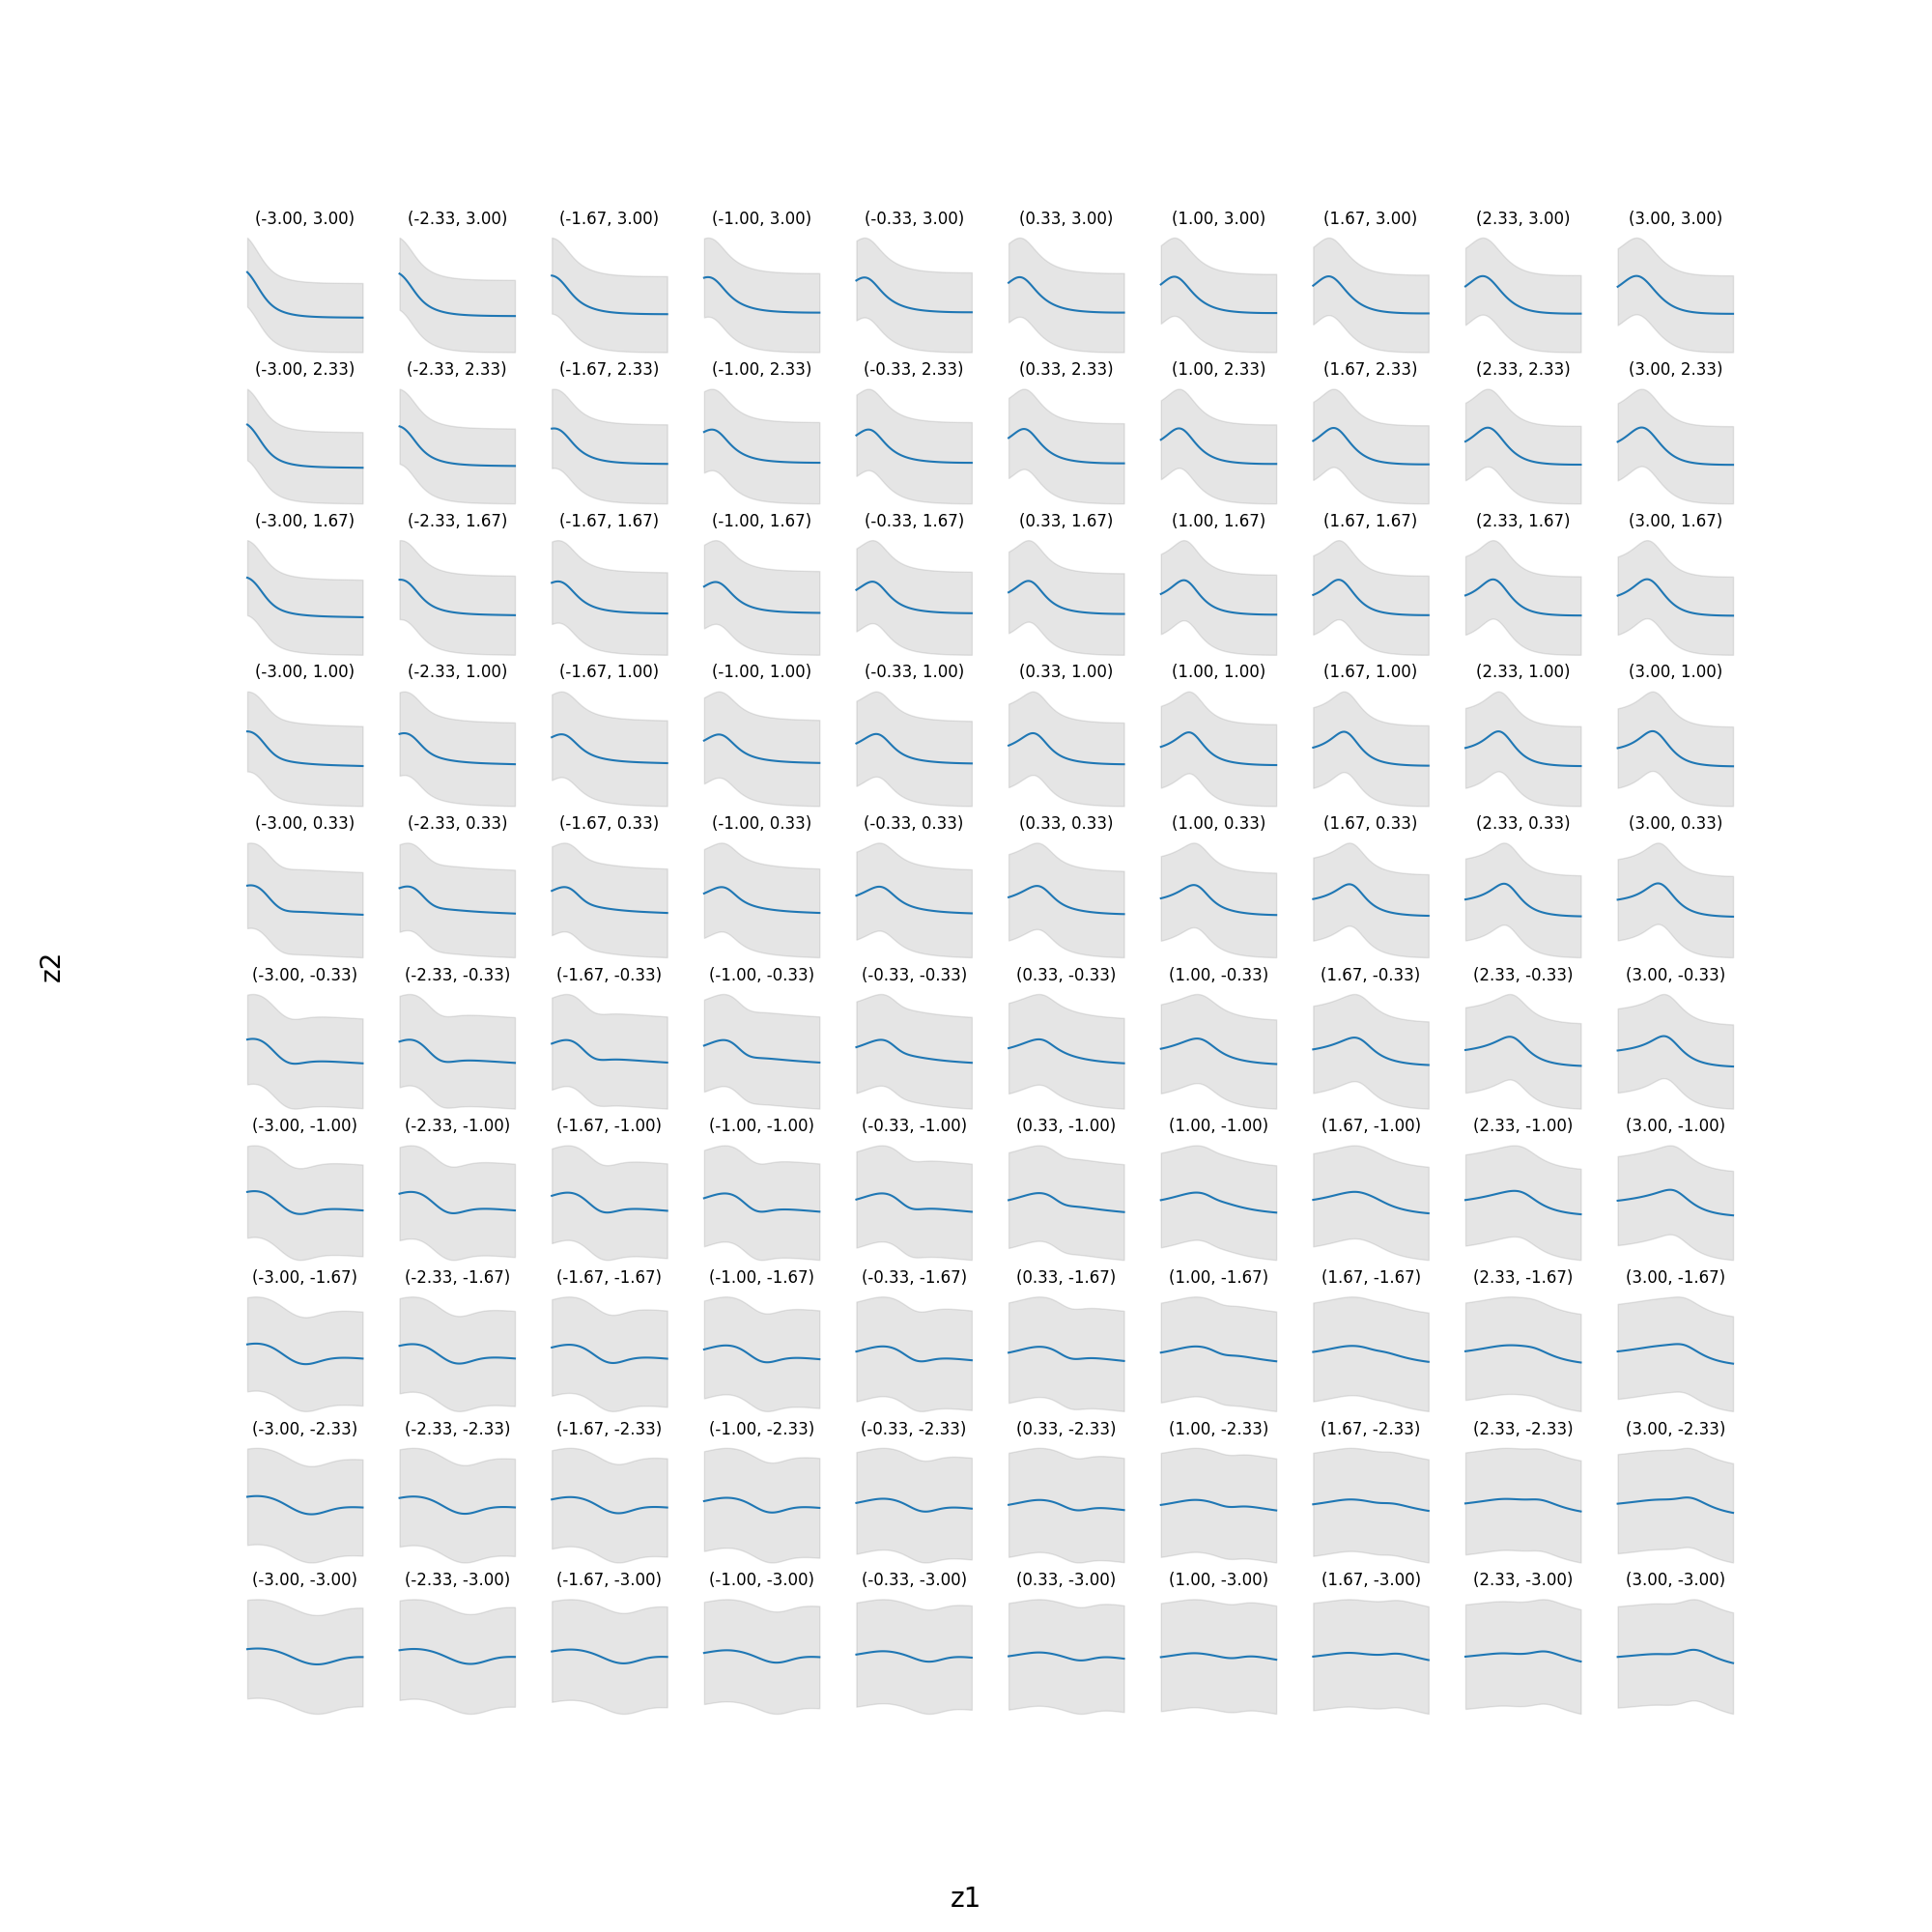 (-3.00, 3.00) (-2.33, 3.00) (-1.67, 3.00) (-1.00, 3.00) (-0.33, 3.00) (0.33, 3.00) (1.00, 3.00) (1.67, 3.00) (2.33, 3.00) (3.00, 3.00)
(-3.00, 2.33) (-2.33, 2.33) (-1.67, 2.33) (-1.00, 2.33) (-0.33, 2.33) (0.33, 2.33) (1.00, 2.33) (1.67, 2.33) (2.33, 2.33) (3.00, 2.33)
(-3.00, 1.67) (-2.33, 1.67) (-1.67, 1.67) (-1.00, 1.67) (-0.33, 1.67) (0.33, 1.67) (1.00, 1.67) (1.67, 1.67) (2.33, 1.67) (3.00, 1.67)
(-3.00, 1.00) (-2.33, 1.00) (-1.67, 1.00) (-1.00, 1.00) (-0.33, 1.00) (0.33, 1.00) (1.00, 1.00) (1.67, 1.00) (2.33, 1.00) (3.00, 1.00)
(-3.00, 0.33) (-2.33, 0.33) (-1.67, 0.33) (-1.00, 0.33) (-0.33, 0.33) (0.33, 0.33) (1.00, 0.33) (1.67, 0.33) (2.33, 0.33) (3.00, 0.33)
z2
(-3.00, -0.33) (-2.33, -0.33) (-1.67, -0.33) (-1.00, -0.33) (-0.33, -0.33) (0.33, -0.33) (1.00, -0.33) (1.67, -0.33) (2.33, -0.33) (3.00, -0.33)
(-3.00, -1.00) (-2.33, -1.00) (-1.67, -1.00) (-1.00, -1.00) (-0.33, -1.00) (0.33, -1.00) (1.00, -1.00) (1.67, -1.00) (2.33, -1.00) (3.00, -1.00)
(-3.00, -1.67) (-2.33, -1.67) (-1.67, -1.67) (-1.00, -1.67) (-0.33, -1.67) (0.33, -1.67) (1.00, -1.67) (1.67, -1.67) (2.33, -1.67) (3.00, -1.67)
(-3.00, -2.33) (-2.33, -2.33) (-1.67, -2.33) (-1.00, -2.33) (-0.33, -2.33) (0.33, -2.33) (1.00, -2.33) (1.67, -2.33) (2.33, -2.33) (3.00, -2.33)
(-3.00, -3.00) (-2.33, -3.00) (-1.67, -3.00) (-1.00, -3.00) (-0.33, -3.00) (0.33, -3.00) (1.00, -3.00) (1.67, -3.00) (2.33, -3.00) (3.00, -3.00)
z1